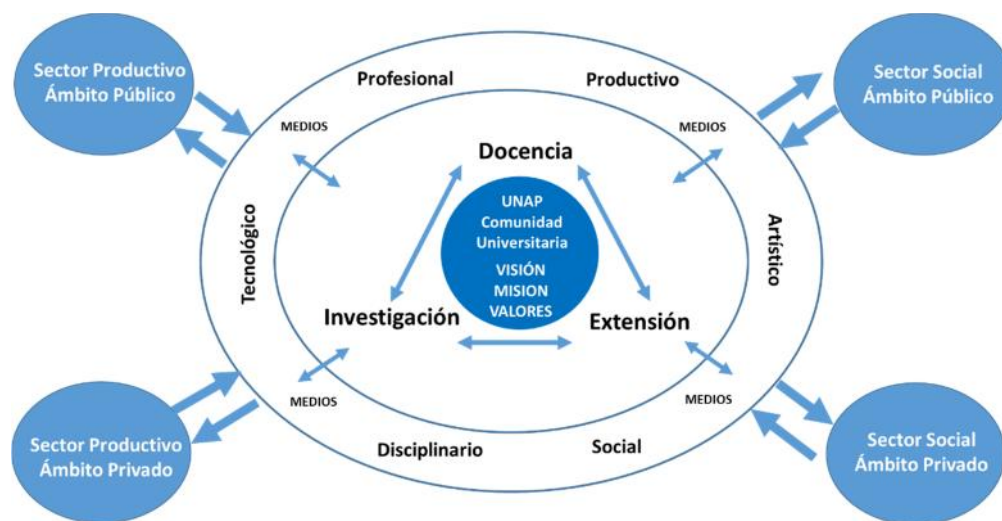 Sector Productivo
Ámbito Público
Profesional
Productivo
Sector Social
Ámbito Público
MEDIOS
MEDIOS
Docencia
UNAP
Comunidad
Universitaria
VISIÓN
MISION
VALORES
Tecnológico
Artístico
Investigación
Extensión
MEDIOS
MEDIOS
Sector Productivo
Ámbito Privado
Disciplinario
Social
Sector Social
Ámbito Privado